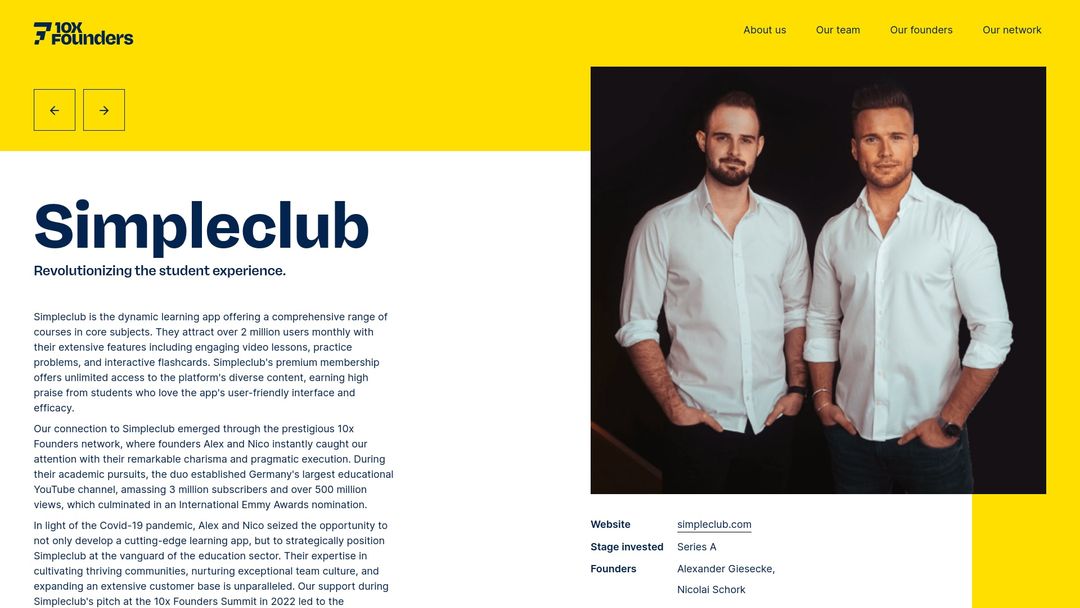 10X
Founders
About us
Our team
Our founders
Our network
Simpleclub
Revolutionizing the student experience.
Simpleclub is the dynamic learning app offering a comprehensive range of
courses in core subjects. They attract over 2 million users monthly with
their extensive features including engaging video lessons, practice
problems, and interactive flashcards. Simpleclub's premium membership
offers unlimited access to the platform's diverse content, earning high
praise from students who love the app's user-friendly interface and
efficacy.
Our connection to Simpleclub emerged through the prestigious 10x
Founders network, where founders Alex and Nico instantly caught our
attention with their remarkable charisma and pragmatic execution. During
their academic pursuits, the duo established Germany's largest educational
YouTube channel, amassing 3 million subscribers and over 500 million
views, which culminated in an International Emmy Awards nomination.
In light of the Covid-19 pandemic, Alex and Nico seized the opportunity to
not only develop a cutting-edge learning app, but to strategically position
Simpleclub at the vanguard of the education sector. Their expertise in
cultivating thriving communities, nurturing exceptional team culture, and
expanding an extensive customer base is unparalleled. Our support during
Simpleclub's pitch at the 10x Founders Summit in 2022 led to the
Website simpleclub.com
Stage invested Series A
Founders Alexander Giesecke,
Nicolai Schork